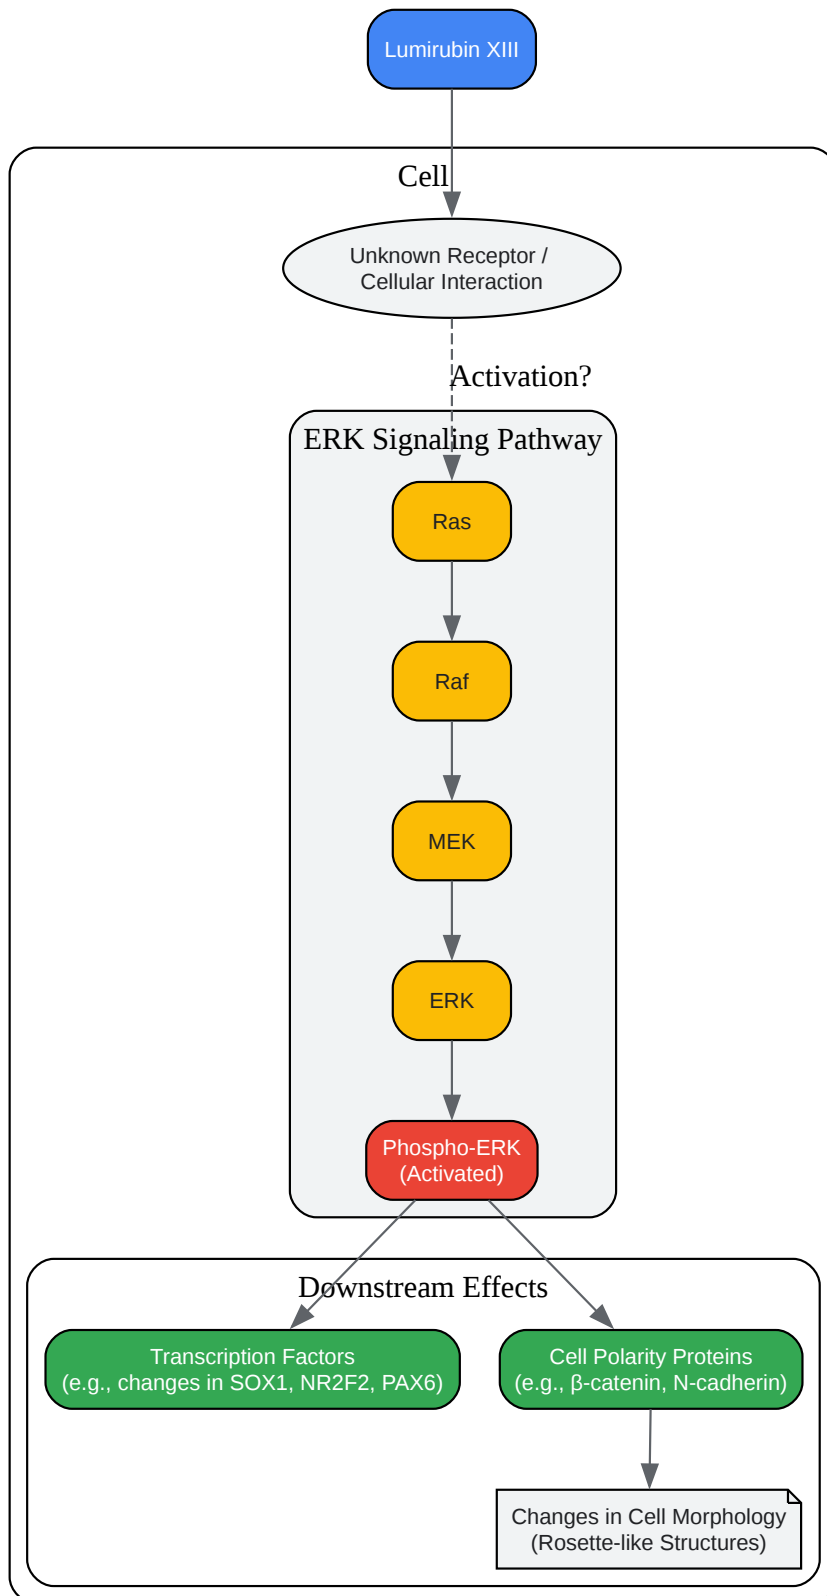 Lumirubin XIII
Cell
Unknown Receptor /
Cellular Interaction
Activation?
ERK Signaling Pathway
Ras
Raf
MEK
ERK
Phospho-ERK
(Activated)
Downstream Effects
Transcription Factors
(e.g., changes in SOX1, NR2F2, PAX6)
Cell Polarity Proteins
(e.g., β-catenin, N-cadherin)
Changes in Cell Morphology
(Rosette-like Structures)